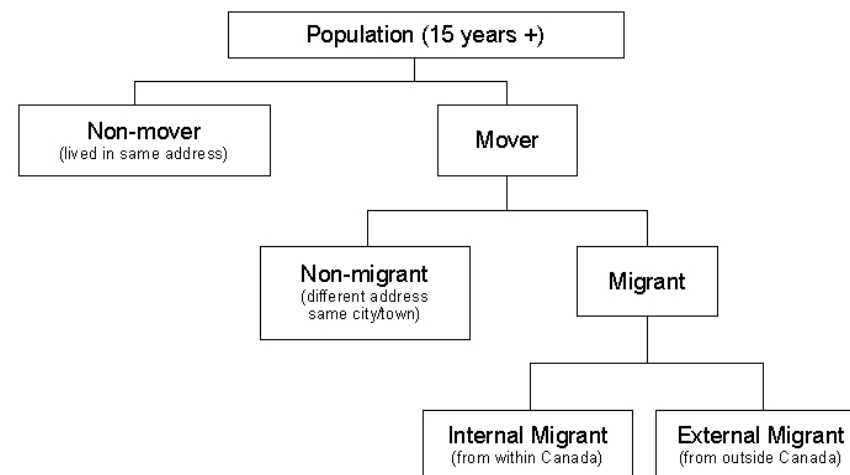 Population (15 years +)
Non-mover
(lived in same address)
Mover
Non-migrant
(different address
same city/town)
Migrant
Internal Migrant
(from within Canada)
External Migrant
(from outside Canada)